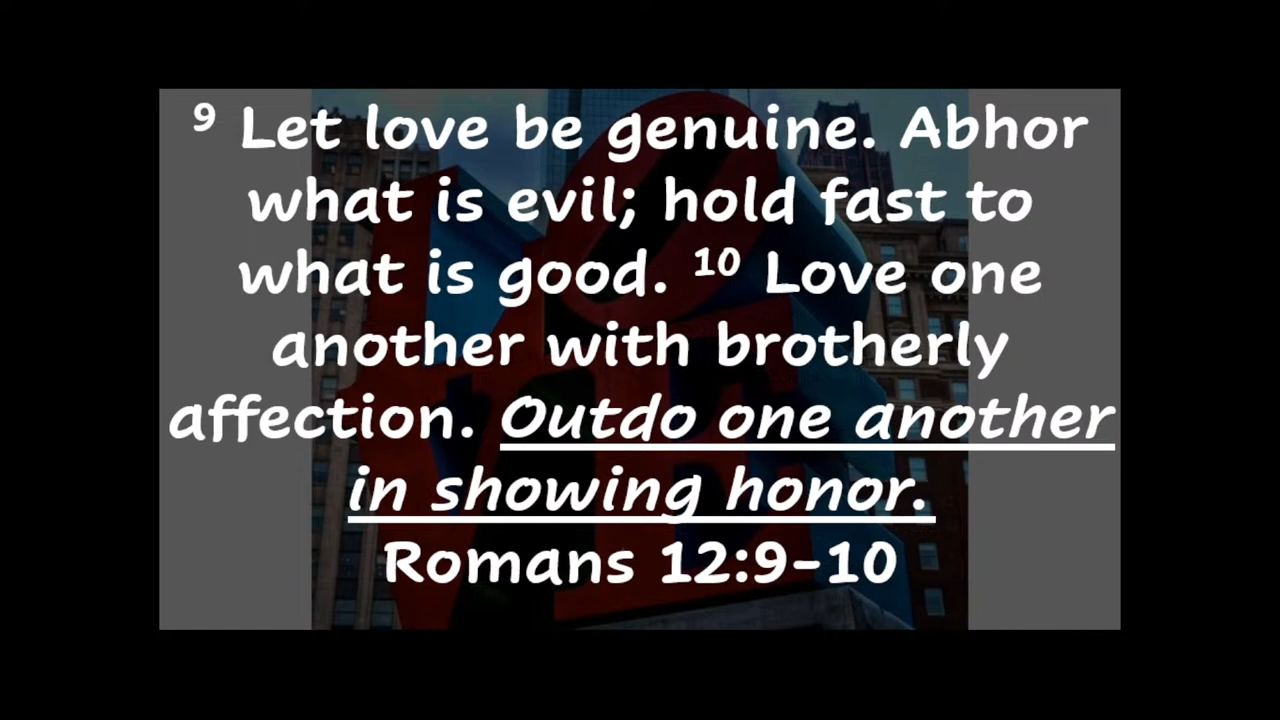 ⁹ Let love be genuine. Abhor
what is evil; hold fast to
what is good. ¹⁰ Love one
another with brotherly
affection. Outdo one another
in showing honor.
Romans 12:9-10